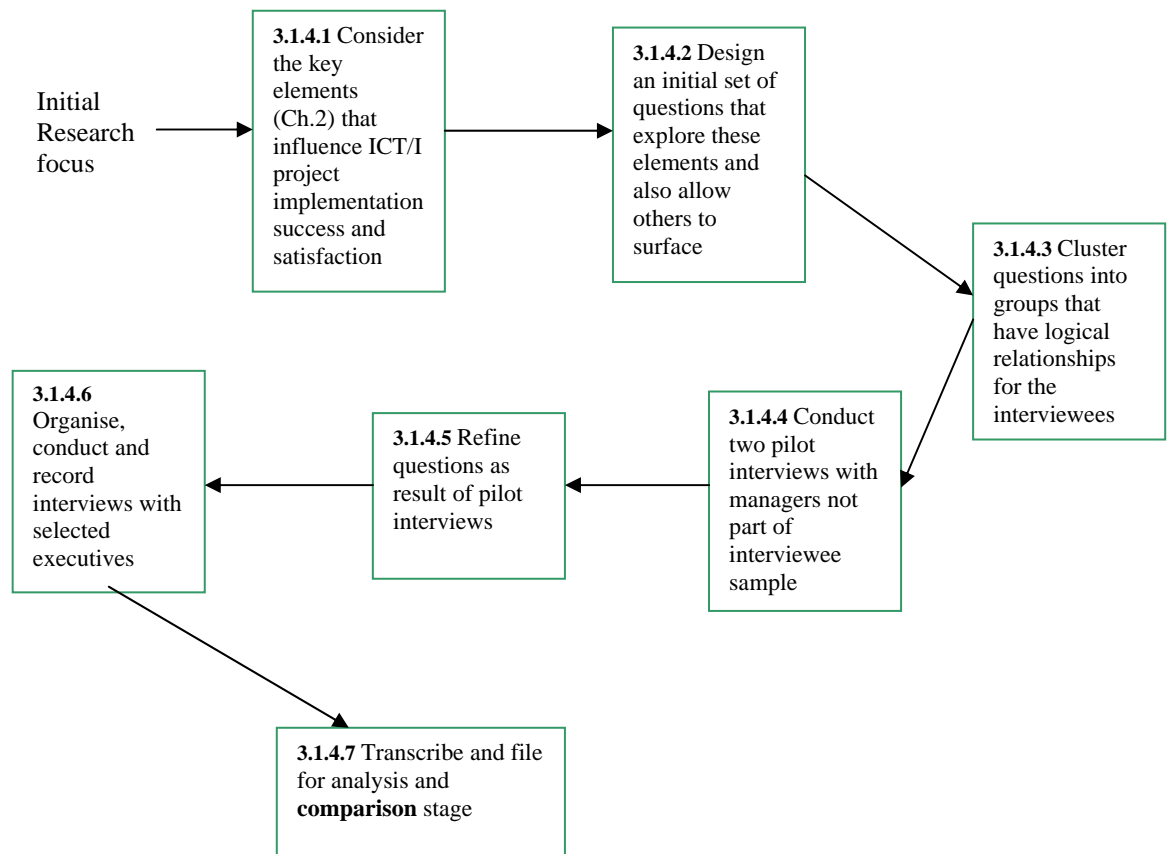 Initial
Research
focus
3.1.4.1 Consider
the key
elements
(Ch.2) that
influence ICT/I
project
implementation
success and
satisfaction
3.1.4.2 Design
an initial set of
questions that
explore these
elements and
also allow
others to
surface
3.1.4.3 Cluster
questions into
groups that
have logical
relationships
for the
interviewees
3.1.4.4 Conduct
two pilot
interviews with
managers not
part of
interviewee
sample
3.1.4.5 Refine
questions as
result of pilot
interviews
3.1.4.6
Organise,
conduct and
record
interviews with
selected
executives
3.1.4.7 Transcribe and file
for analysis and
comparison stage